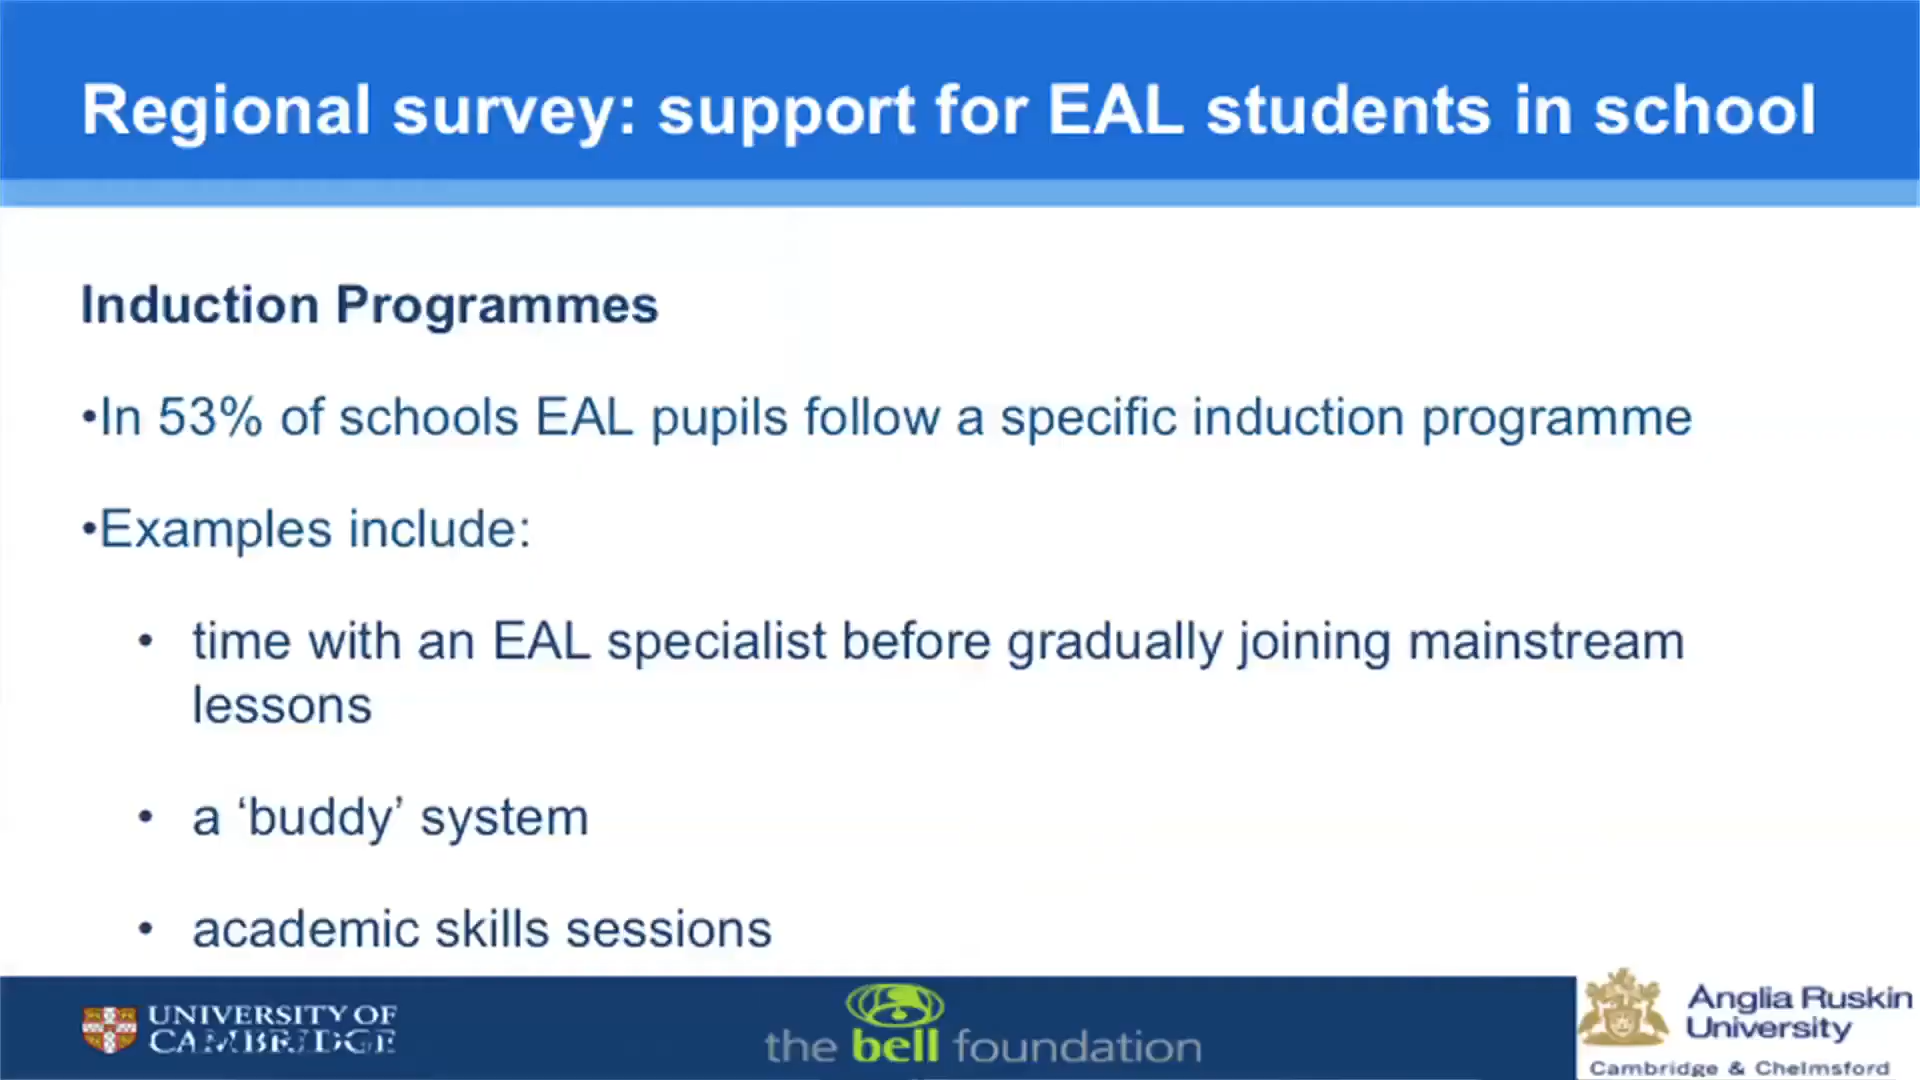 Regional survey: support for EAL students in school
Induction Programmes
•In 53% of schools EAL pupils follow a specific induction programme
•Examples include:
• time with an EAL specialist before gradually joining mainstream
lessons
• a ‘buddy’ system
• academic skills sessions
UNIVERSITY OF
CAMBRIDGE
the bell foundation
Anglia Ruskin
University
Cambridge & Chelmsford